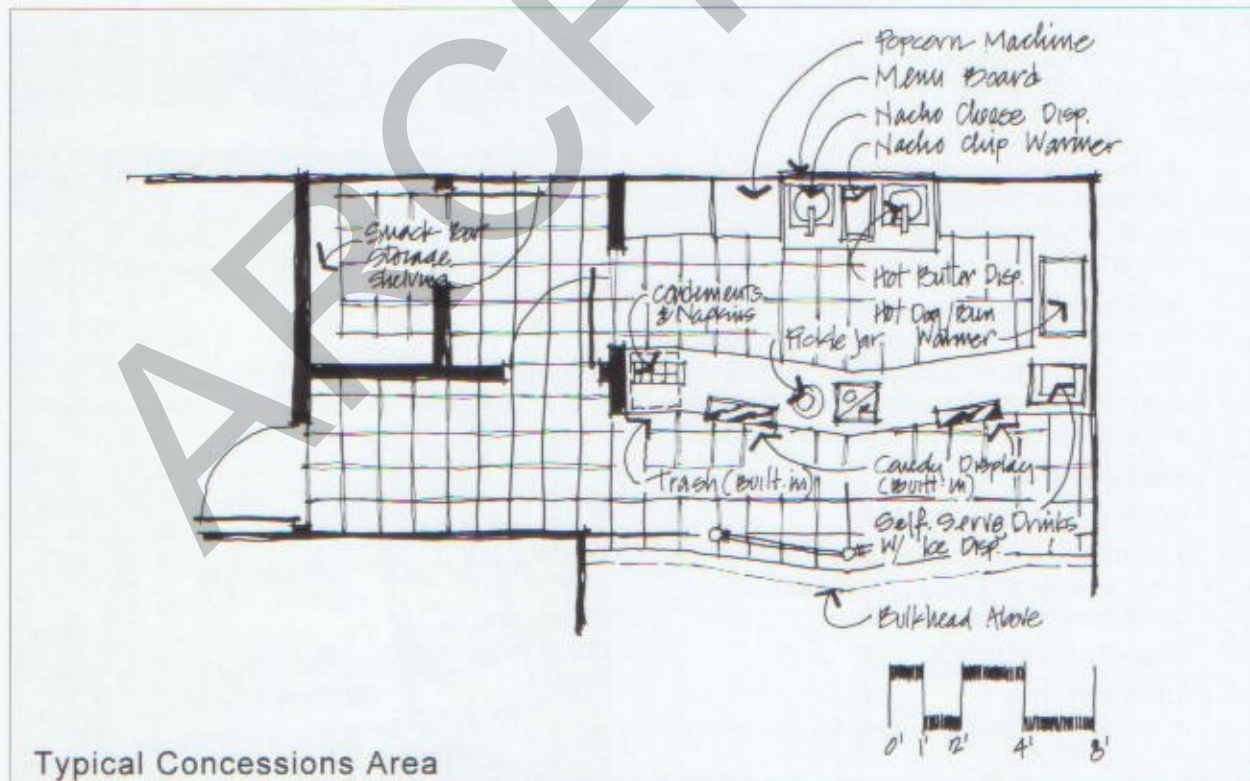 ARCH
Popcorn Machine
Menu Board
Nacho Cheese Disp.
Nacho Chip Warmer
Snack Bar
Storage
Shelving
Condiments
& Napkins
Hot Butter Disp.
Hot Dog/Bun
Warmer
Pickle Jar
Trash (Built-in)
Candy Display
(Built-in)
Self-Serve Drinks
W/ Ice Disp.
Bulkhead Above
0' 1' 2' 4' 8'
Typical Concessions Area